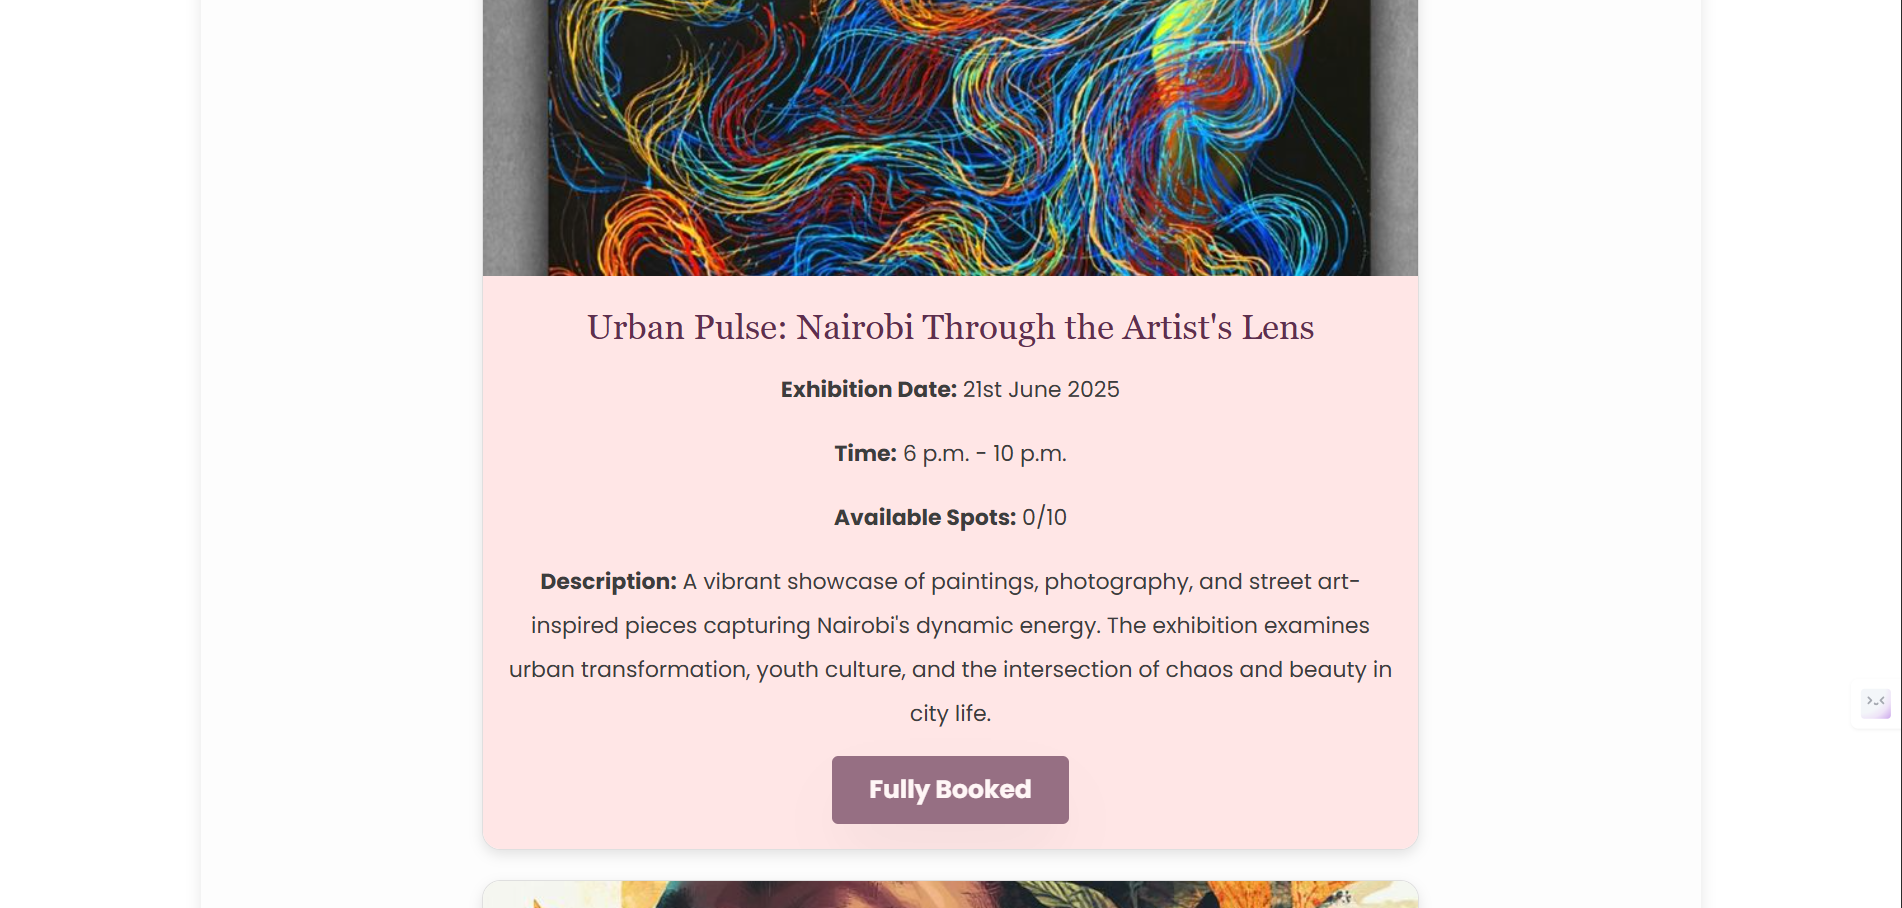 Urban Pulse: Nairobi Through the Artist's Lens
Exhibition Date: 21st June 2025
Time: 6 p.m. - 10 p.m.
Available Spots: 0/10
Description: A vibrant showcase of paintings, photography, and street art-
inspired pieces capturing Nairobi's dynamic energy. The exhibition examines
urban transformation, youth culture, and the intersection of chaos and beauty in
city life.
Fully Booked